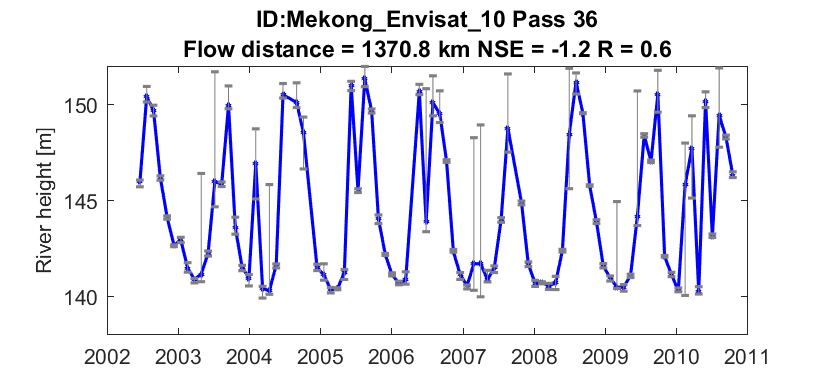 ID:Mekong_Envisat_10 Pass 36
Flow distance = 1370.8 km NSE = -1.2 R = 0.6
River height [m]
150
145
140
2002 2003 2004 2005 2006 2007 2008 2009 2010 2011